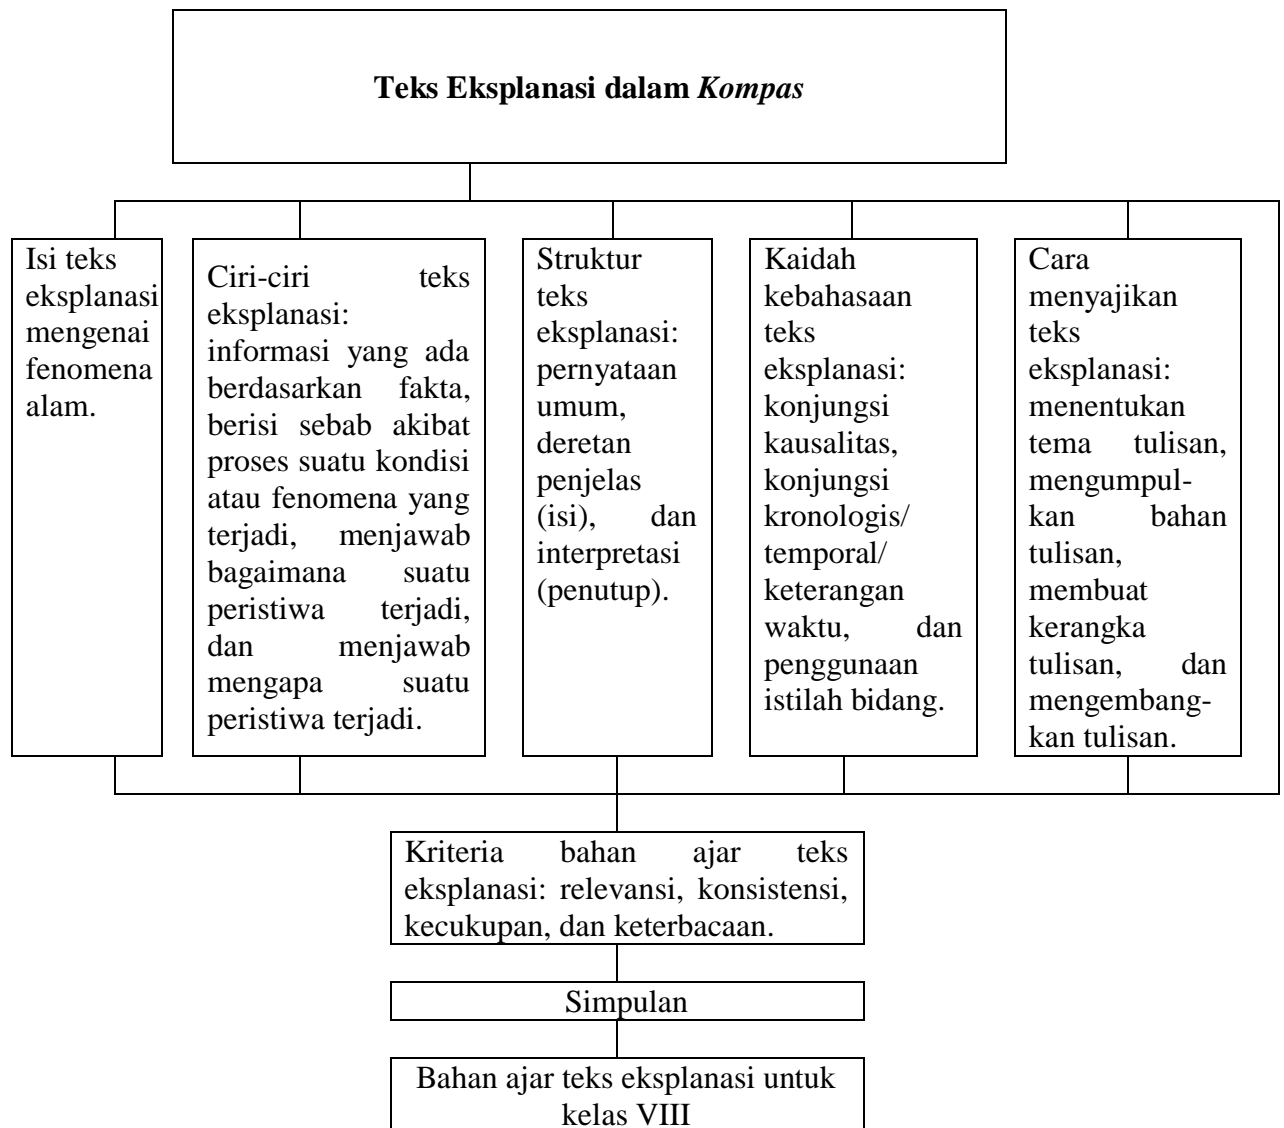 Teks Eksplanasi dalam Kompas
Isi teks
eksplanasi
mengenai
fenomena
alam.
Ciri-ciri teks
eksplanasi:
informasi yang ada
berdasarkan fakta,
berisi sebab akibat
proses suatu kondisi
atau fenomena yang
terjadi, menjawab
bagaimana suatu
peristiwa terjadi,
dan menjawab
mengapa suatu
peristiwa terjadi.
Struktur
teks
eksplanasi:
pernyataan
umum,
deretan
penjelas
(isi), dan
interpretasi
(penutup).
Kaidah
kebahasaan
teks
eksplanasi:
konjungsi
kausalitas,
konjungsi
kronologis/
temporal/
keterangan
waktu, dan
penggunaan
istilah bidang.
Cara
menyajikan
teks
eksplanasi:
menentukan
tema tulisan,
mengumpul-
kan bahan
tulisan,
membuat
kerangka
tulisan, dan
mengembang-
kan tulisan.
Kriteria bahan ajar teks
eksplanasi: relevansi, konsistensi,
kecukupan, dan keterbacaan.
Simpulan
Bahan ajar teks eksplanasi untuk
kelas VIII